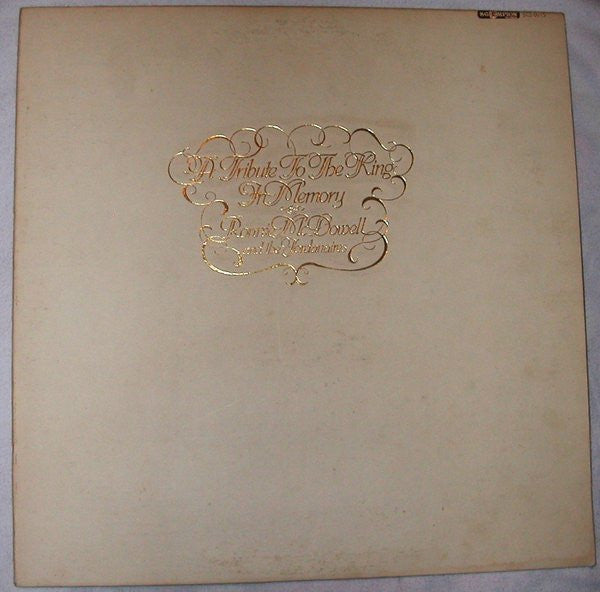 A Tribute To The King
In Memory
Ronnie McDowell
and the Jordanaires